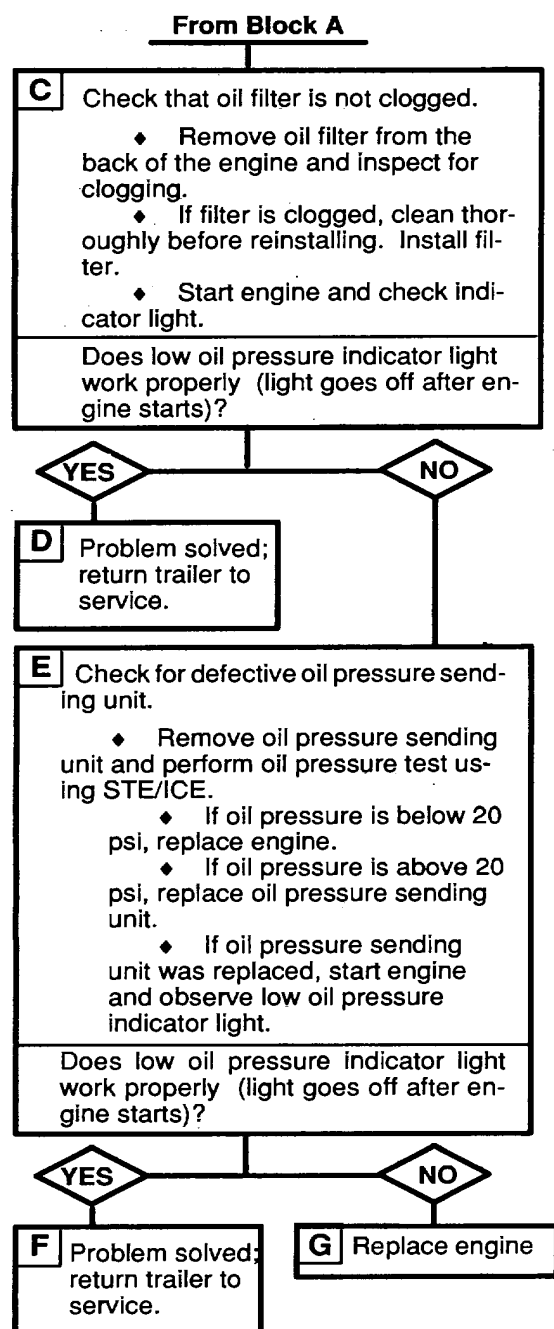 From Block A
C Check that oil filter is not clogged.
♦ Remove oil filter from the
back of the engine and inspect for
clogging.
♦ If filter is clogged, clean thor-
oughly before reinstalling. Install fil-
ter.
♦ Start engine and check indi-
cator light.
Does low oil pressure indicator light
work properly (light goes off after en-
gine starts)?
YES
NO
D Problem solved;
return trailer to
service.
E Check for defective oil pressure send-
ing unit.
♦ Remove oil pressure sending
unit and perform oil pressure test us-
ing STE/ICE.
♦ If oil pressure is below 20
psi, replace engine.
♦ If oil pressure is above 20
psi, replace oil pressure sending
unit.
♦ If oil pressure sending
unit was replaced, start engine
and observe low oil pressure
indicator light.
Does low oil pressure indicator light
work properly (light goes off after en-
gine starts)?
YES
NO
F Problem solved;
return trailer to
service.
G Replace engine